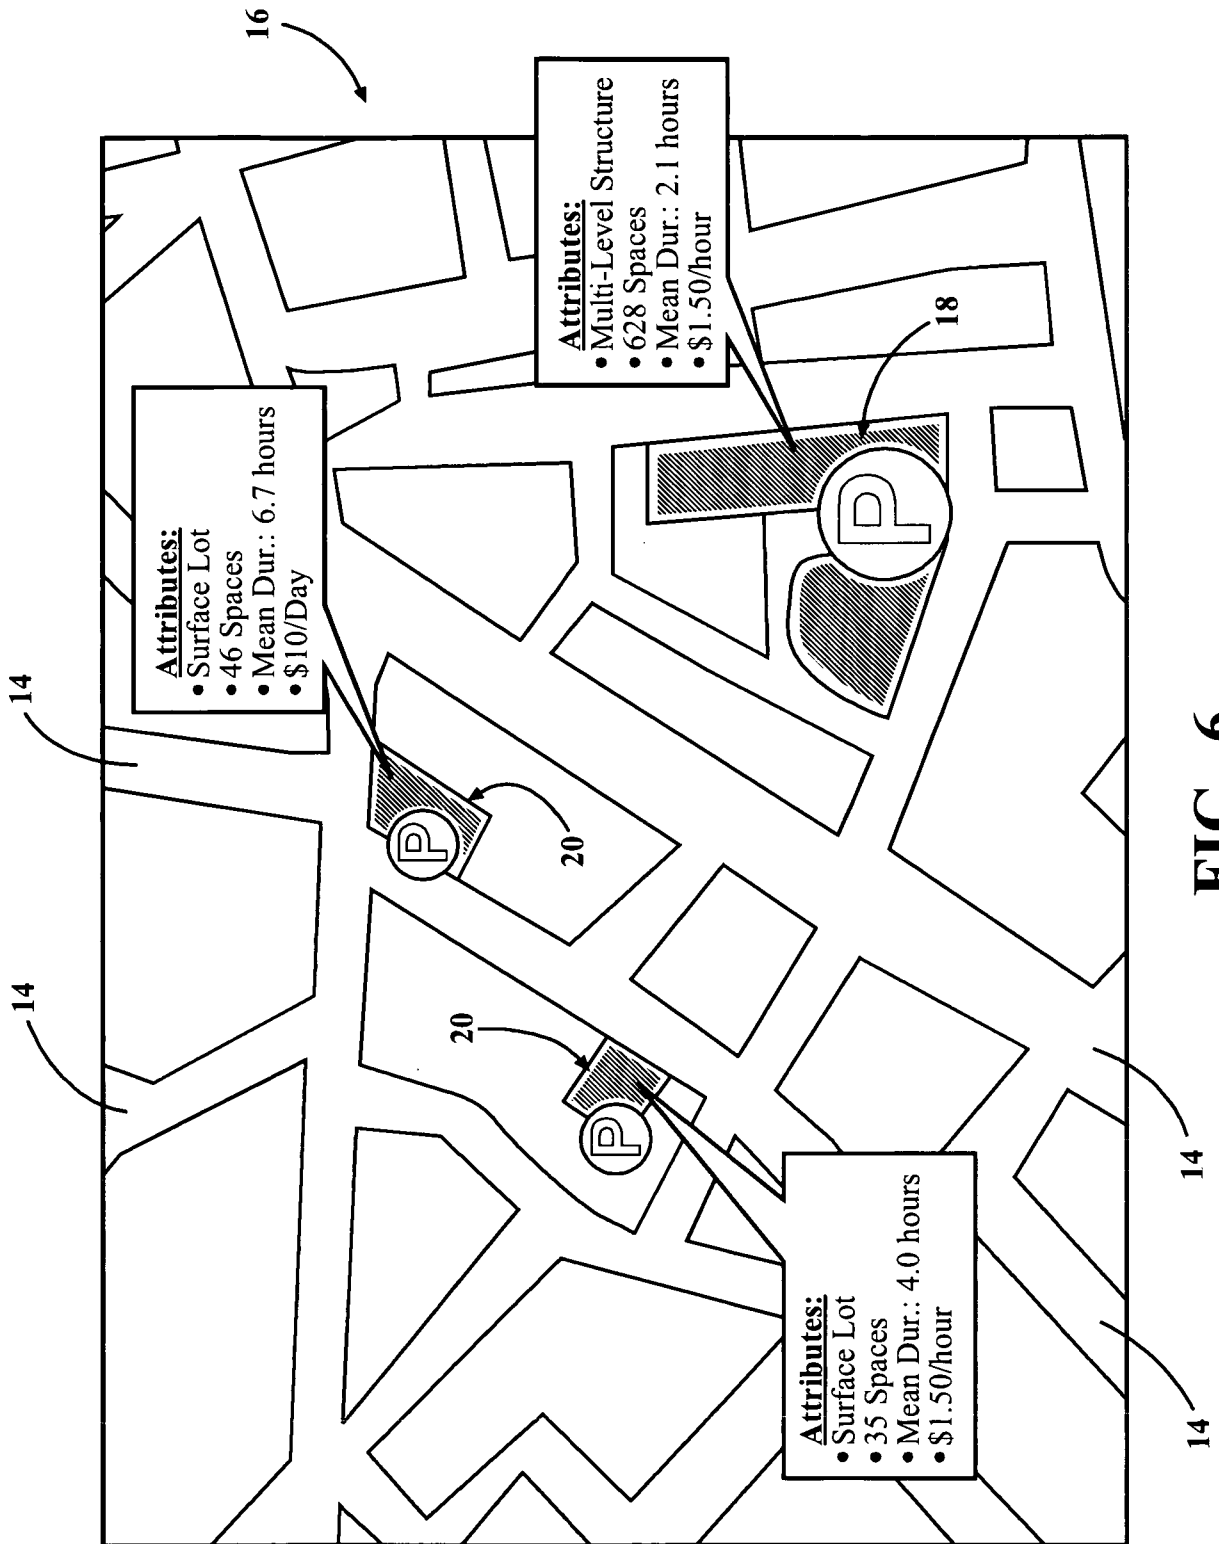 16
14
14
Attributes:
• Surface Lot
• 46 Spaces
• Mean Dur.: 6.7 hours
• $10/Day
Attributes:
• Multi-Level Structure
• 628 Spaces
• Mean Dur.: 2.1 hours
• $1.50/hour
18
P
20
P
20
P
Attributes:
• Surface Lot
• 35 Spaces
• Mean Dur.: 4.0 hours
• $1.50/hour
14
14
FIG. 6